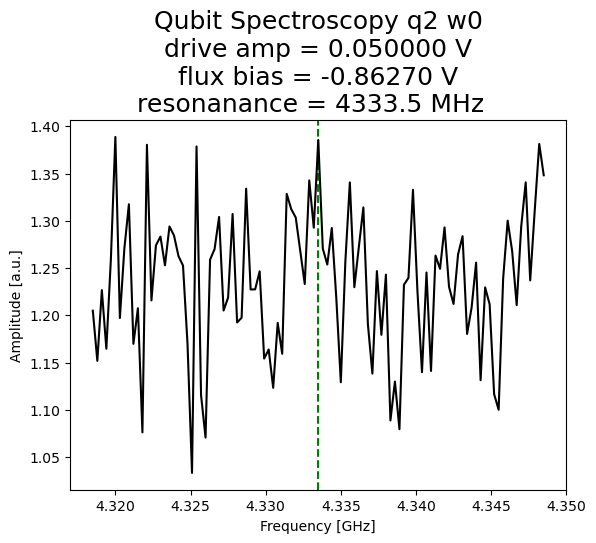 Qubit Spectroscopy q2 w0
drive amp = 0.050000 V
flux bias = -0.86270 V
resonanance = 4333.5 MHz
1.40
1.35
1.30
1.25
1.20
1.15
1.10
1.05
Amplitude [a.u.]
4.320 4.325 4.330 4.335 4.340 4.345 4.350
Frequency [GHz]